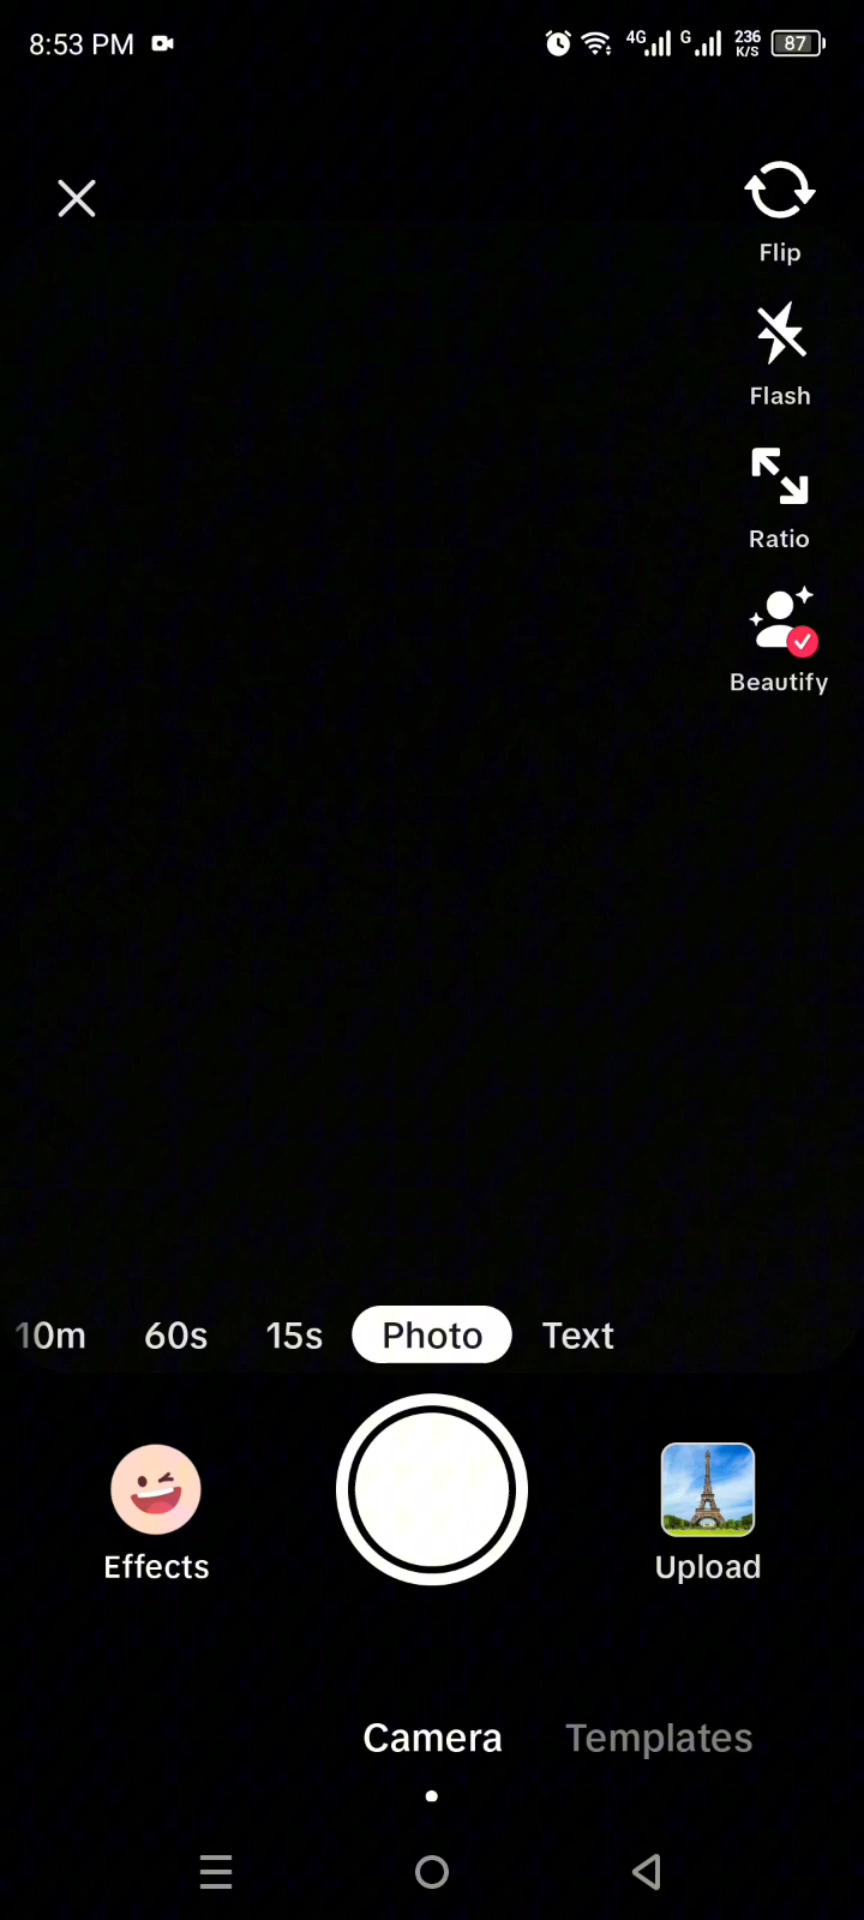 8:53 PM
4G G 236 K/S 87
Flip
Flash
Ratio
Beautify
10m 60s 15s Photo Text
Effects
Upload
Camera Templates